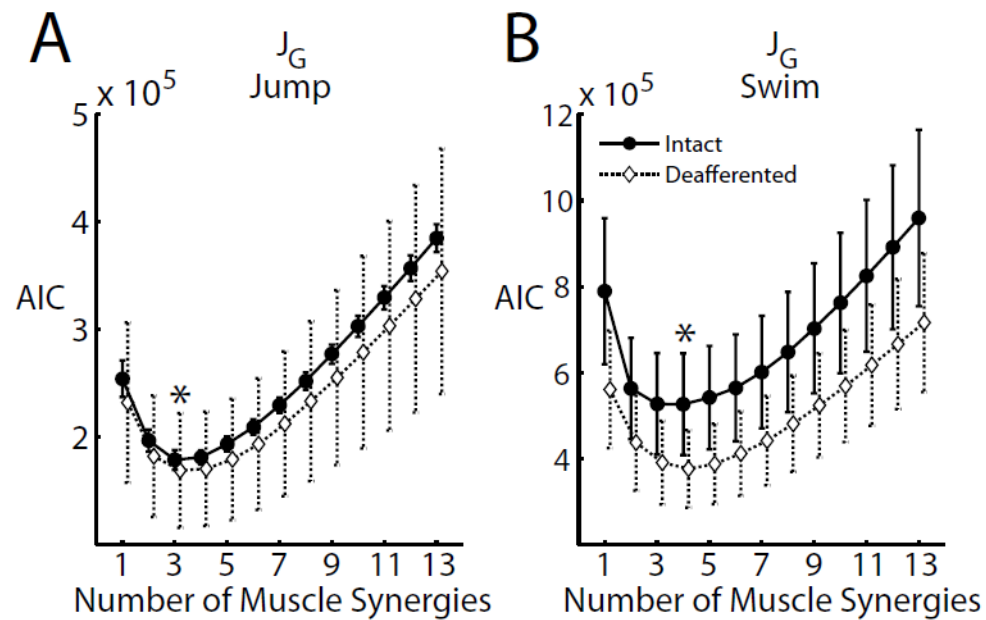 A
J_G
Jump
x 10^5
5
4
AIC
3
*
2
1 3 5 7 9 11 13
Number of Muscle Synergies
B
J_G
Swim
x 10^5
12
Intact
Deafferented
10
8
AIC
*
6
4
1 3 5 7 9 11 13
Number of Muscle Synergies